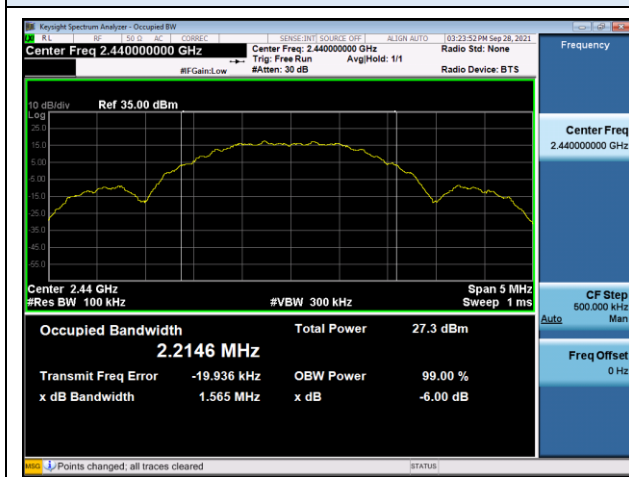 Keysight Spectrum Analyzer - Occupied BW
RL RF 50 Ω AC CORREC SENSE:INT SOURCE OFF ALIGN AUTO 03:23:52 PM Sep 28, 2021
Center Freq 2.440000000 GHz
Center Freq: 2.440000000 GHz Radio Std: None
Trig: Free Run Avg|Hold: 1/1
#IFGain:Low #Atten: 30 dB Radio Device: BTS
10 dB/div Ref 35.00 dBm
Log
25.0
15.0
5.00
-5.00
-15.0
-25.0
-35.0
-45.0
-55.0
Center 2.44 GHz Span 5 MHz
#Res BW 100 kHz #VBW 300 kHz Sweep 1 ms
Occupied Bandwidth Total Power 27.3 dBm
2.2146 MHz
Transmit Freq Error -19.936 kHz OBW Power 99.00 %
x dB Bandwidth 1.565 MHz x dB -6.00 dB
MSG Points changed; all traces cleared STATUS
Frequency
Center Freq
2.440000000 GHz
CF Step
500.000 kHz
Auto Man
Freq Offset
0 Hz